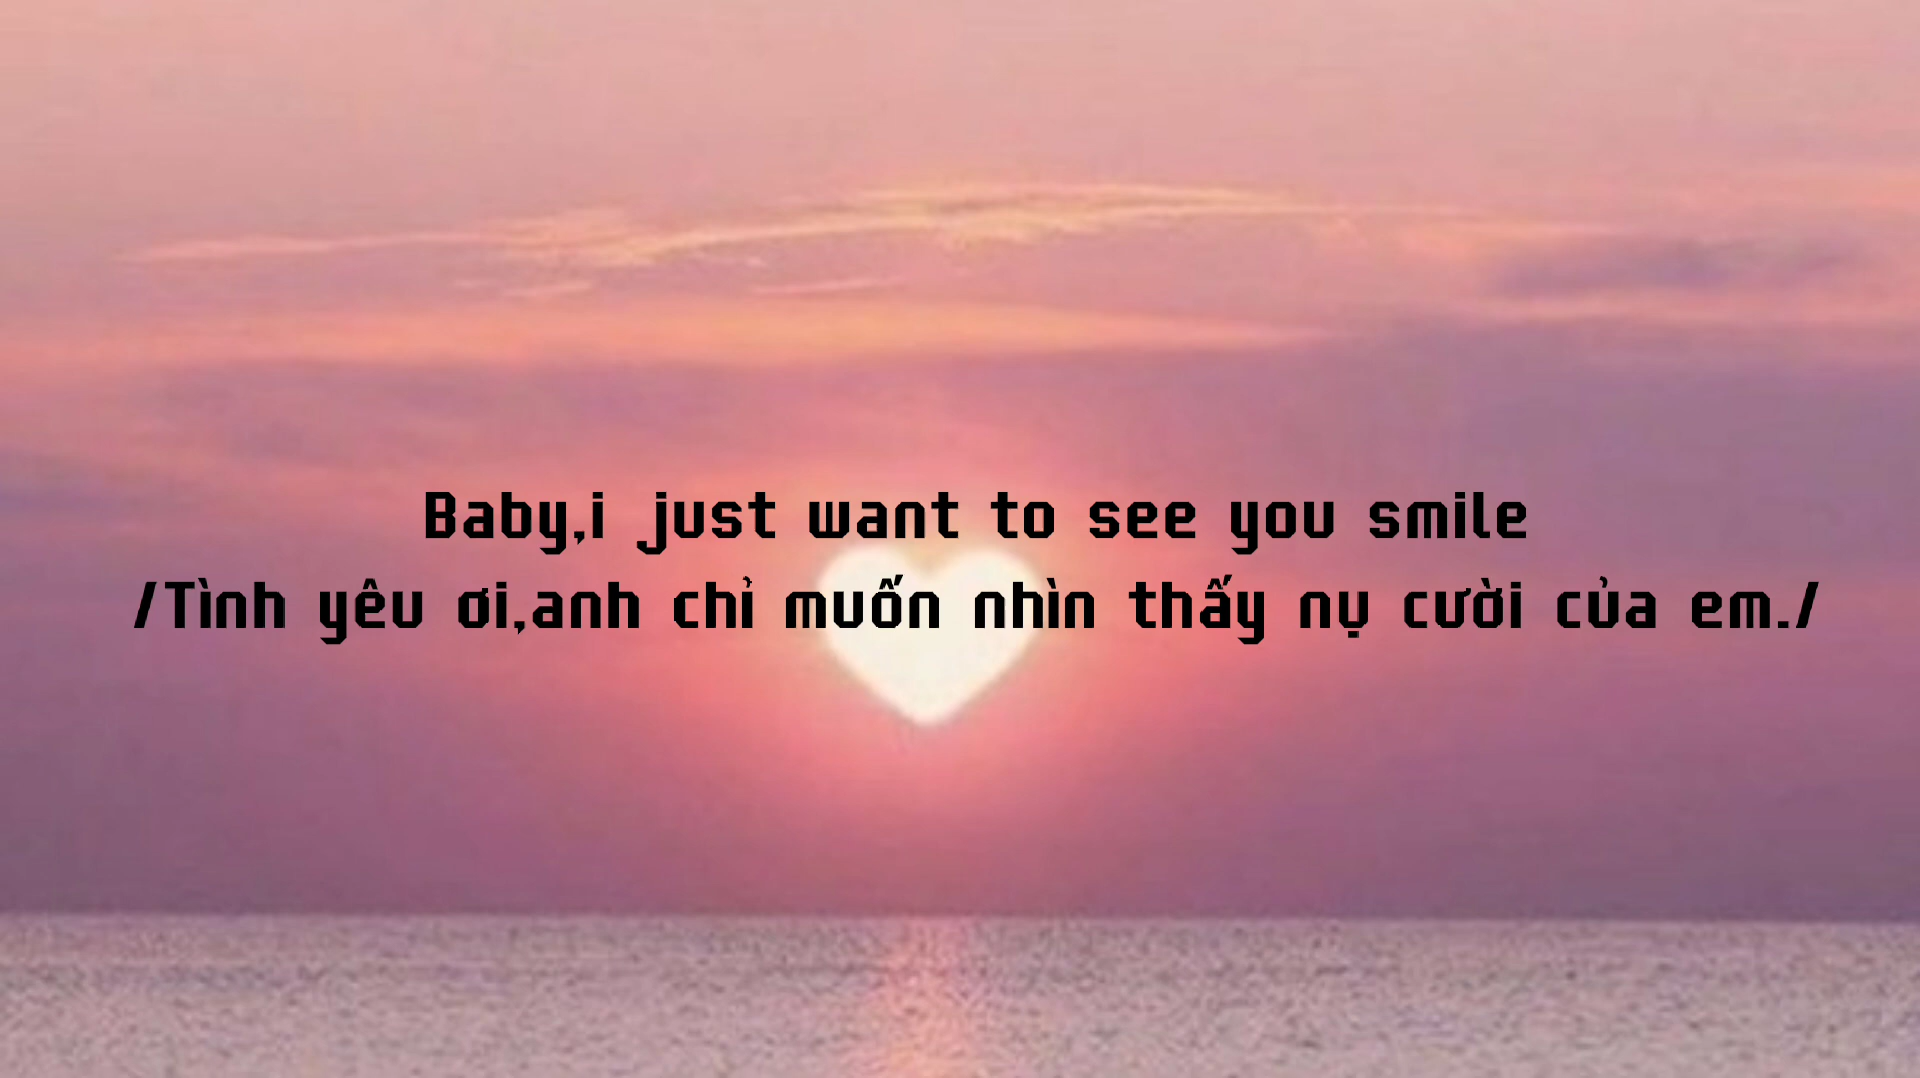 Baby,i just want to see you smile
/Tình yêu ơi,anh chỉ muốn nhìn thấy nụ cười của em./